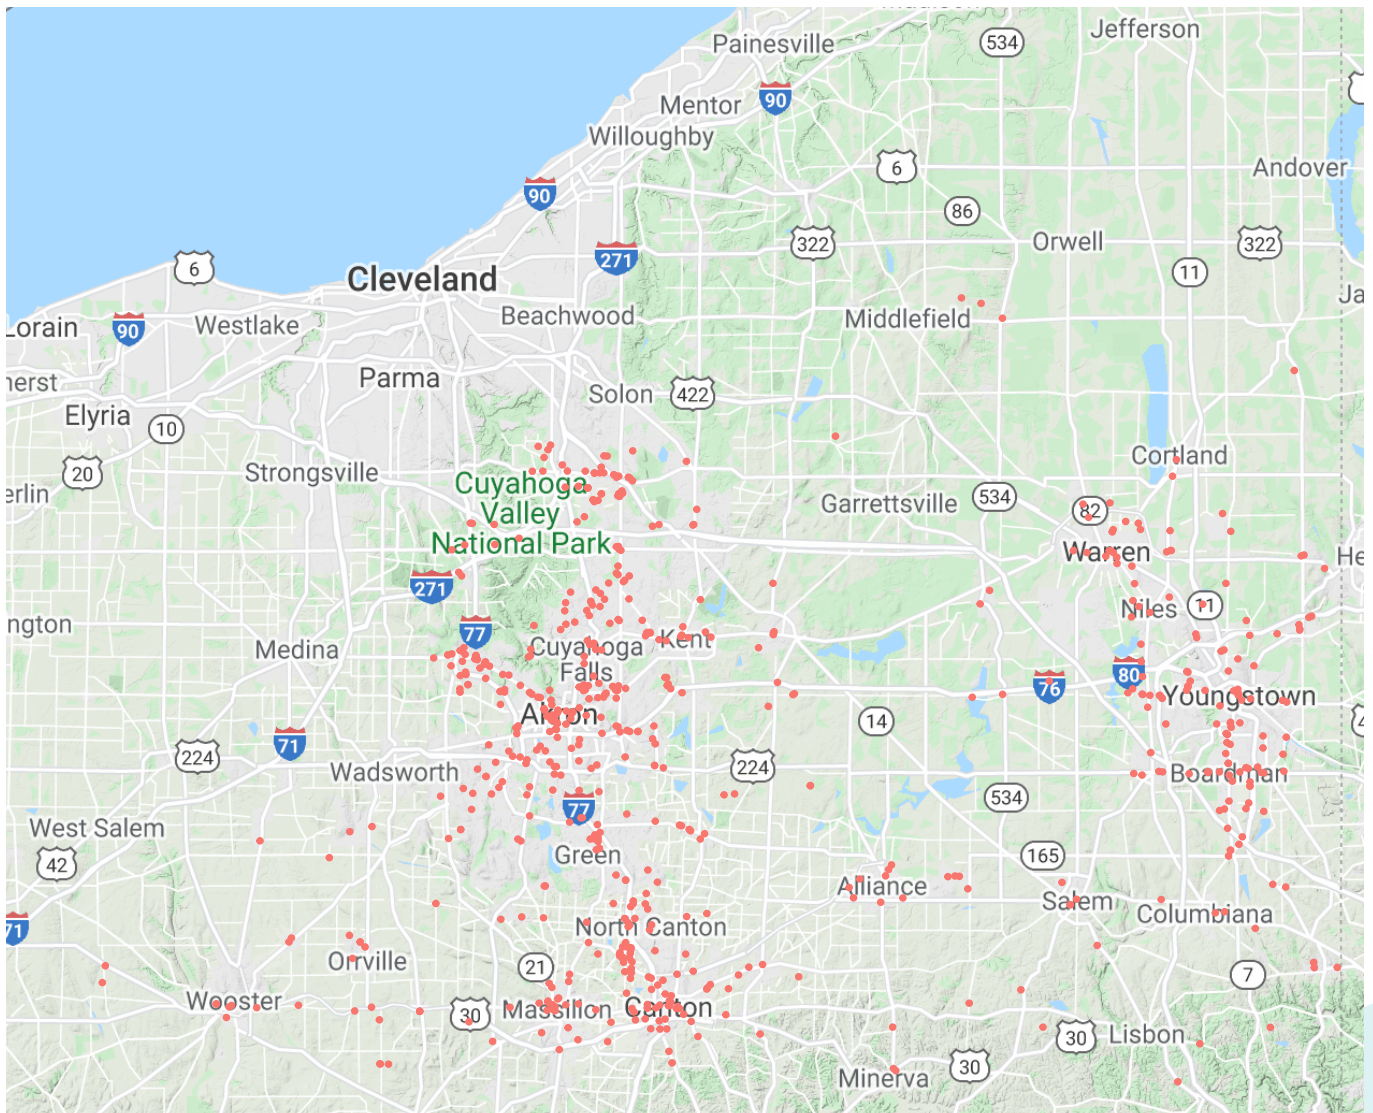 Painesville
534
Jefferson
90
Mentor
Willoughby
6
Andover
90
86
322
Orwell
322
271
11
6
Cleveland
90
Westlake
Beachwood
Middlefield
Parma
Solon
422
Elyria
10
Strongsville
20
Cortland
Cuyahoga
Valley
National Park
Garrettsville
534
82
Warren
271
77
Niles
11
Medina
Cuyahoga
Falls
Kent
76
80
Youngstown
Akron
14
71
224
Wadsworth
224
Boardman
77
534
West Salem
42
Green
165
Alliance
Salem
Columbiana
71
North Canton
Orrville
21
7
Wooster
30
Massillon
Canton
30
Lisbon
30
Minerva